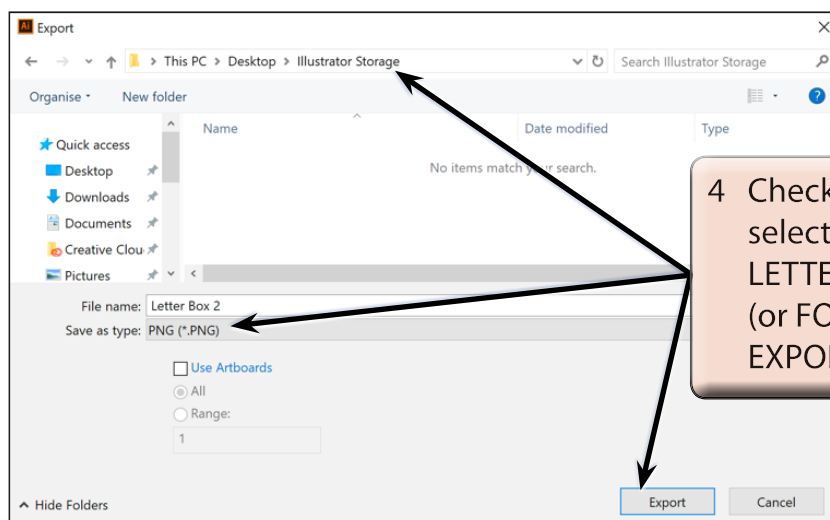 Ai Export
This PC > Desktop > Illustrator Storage
Search Illustrator Storage
Organise New folder
?
Name Date modified Type
No items match your search.
Quick access
Desktop
Downloads
Documents
Creative Clou
Pictures
4 Check
select
LETTE
(or FO
EXPO
File name: Letter Box 2
Save as type: PNG (*.PNG)
Use Artboards
All
Range:
1
Hide Folders
Export Cancel